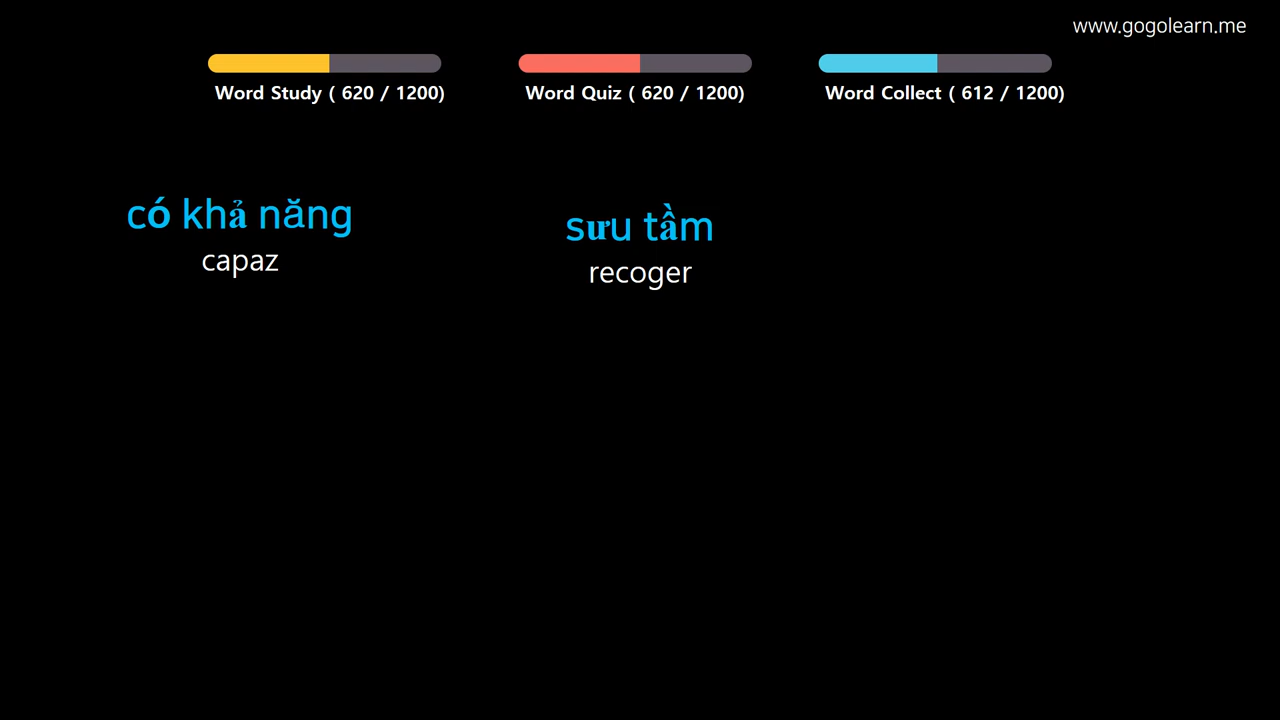 www.gogolearn.me
Word Study ( 620 / 1200)
Word Quiz ( 620 / 1200)
Word Collect ( 612 / 1200)
có khả năng
capaz
sưu tầm
recoger